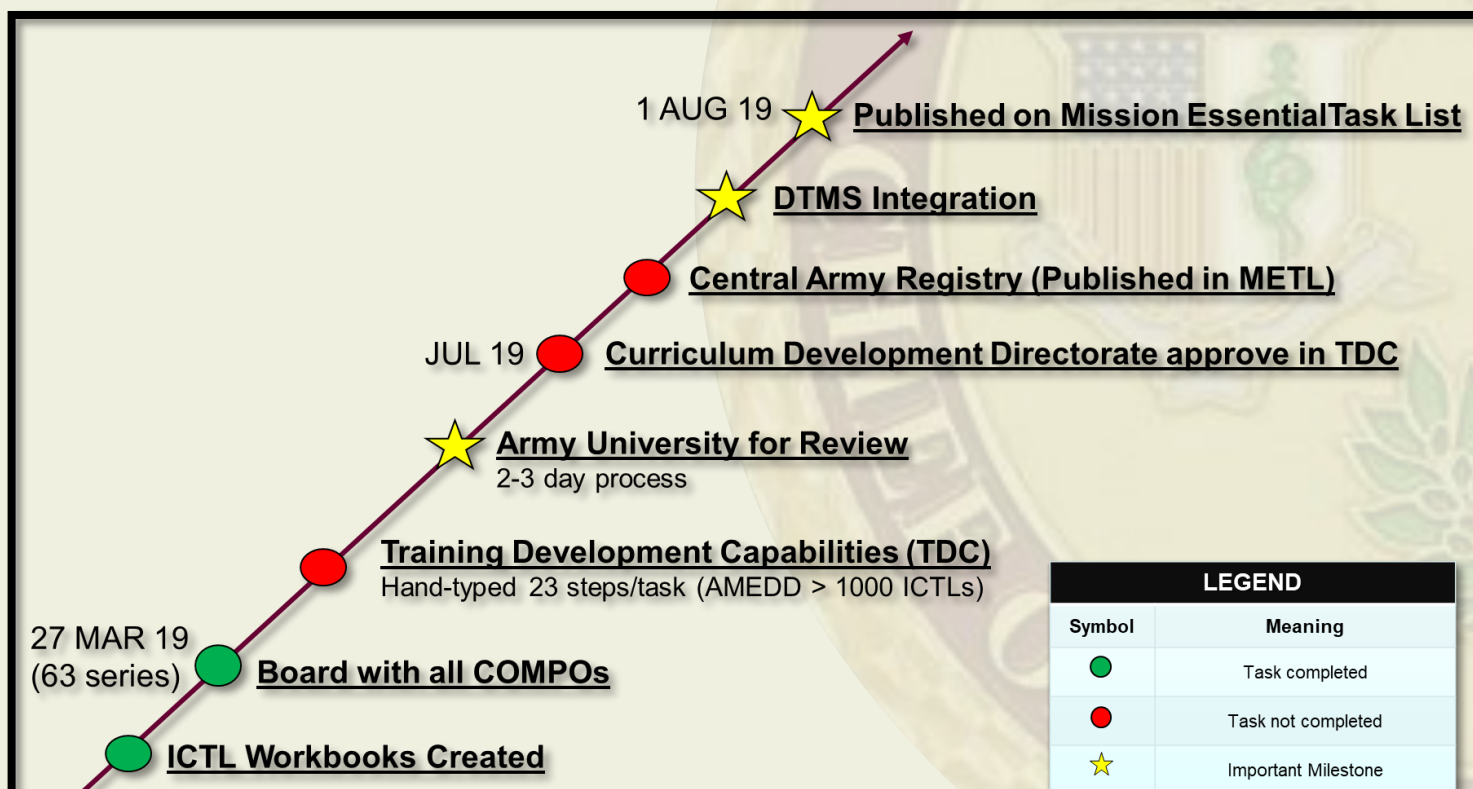 1 AUG 19
Published on Mission EssentialTask List
DTMS Integration
Central Army Registry (Published in METL)
JUL 19
Curriculum Development Directorate approve in TDC
Army University for Review
2-3 day process
Training Development Capabilities (TDC)
Hand-typed 23 steps/task (AMEDD > 1000 ICTLs)
27 MAR 19
(63 series)
Board with all COMPOs
ICTL Workbooks Created
LEGEND
Symbol Meaning
Task completed
Task not completed
Important Milestone
CHIEF